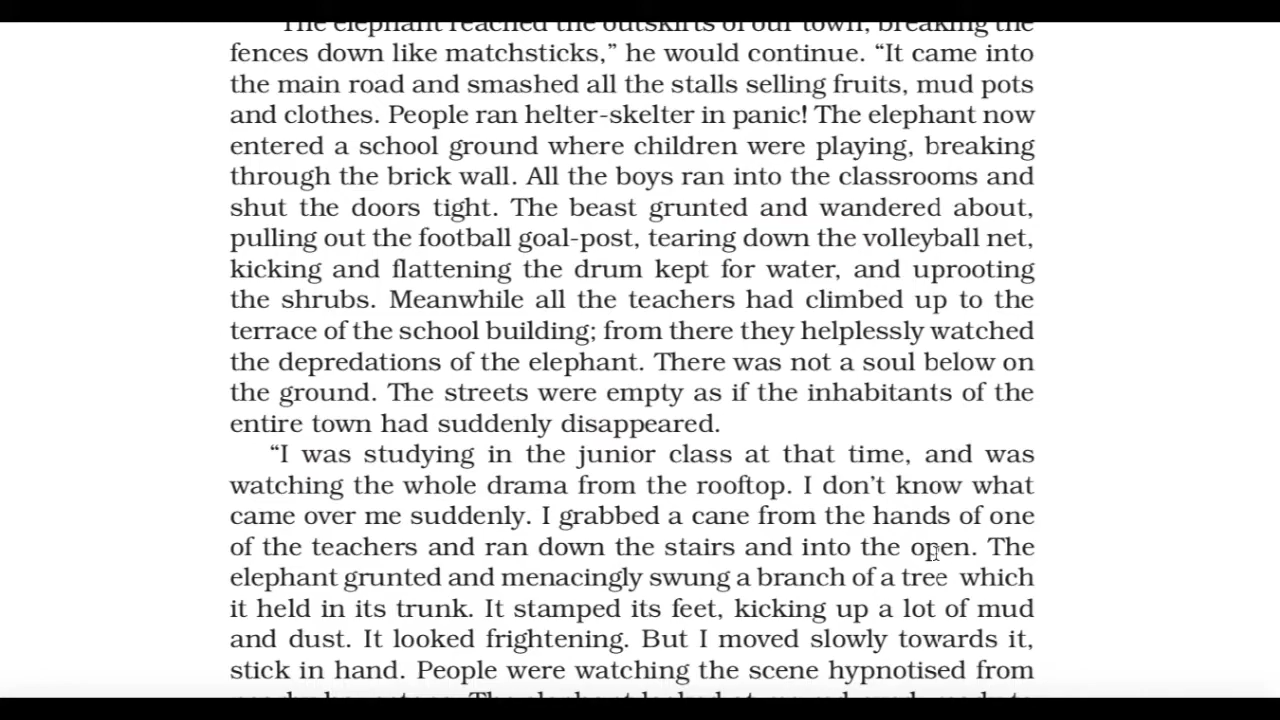 The elephant reached the outskirts of our town, breaking the
fences down like matchsticks,” he would continue. “It came into
the main road and smashed all the stalls selling fruits, mud pots
and clothes. People ran helter-skelter in panic! The elephant now
entered a school ground where children were playing, breaking
through the brick wall. All the boys ran into the classrooms and
shut the doors tight. The beast grunted and wandered about,
pulling out the football goal-post, tearing down the volleyball net,
kicking and flattening the drum kept for water, and uprooting
the shrubs. Meanwhile all the teachers had climbed up to the
terrace of the school building; from there they helplessly watched
the depredations of the elephant. There was not a soul below on
the ground. The streets were empty as if the inhabitants of the
entire town had suddenly disappeared.
“I was studying in the junior class at that time, and was
watching the whole drama from the rooftop. I don’t know what
came over me suddenly. I grabbed a cane from the hands of one
of the teachers and ran down the stairs and into the open. The
elephant grunted and menacingly swung a branch of a tree which
it held in its trunk. It stamped its feet, kicking up a lot of mud
and dust. It looked frightening. But I moved slowly towards it,
stick in hand. People were watching the scene hypnotised from